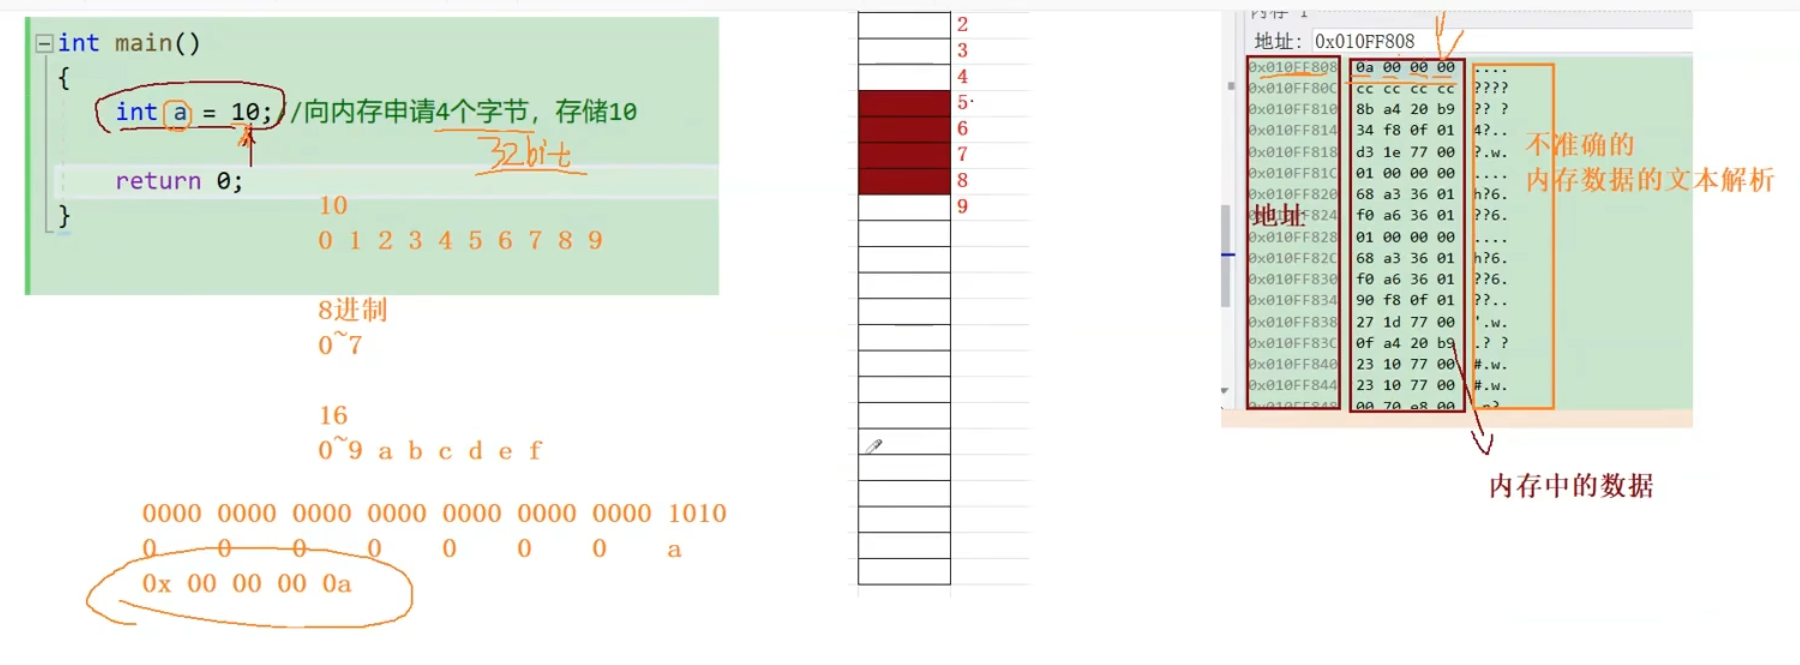 int main()
{
int a = 10;//向内存申请4个字节，存储10
32bit
return 0;
}
10
0 1 2 3 4 5 6 7 8 9
8进制
0~7
16
0~9 a b c d e f
0000 0000 0000 0000 0000 0000 0000 1010
0 0 0 0 0 0 0 a
0x 00 00 00 0a
2
3
4
5
6
7
8
9
内存 1
地址: 0x010FF808
0x010FF808 0a 00 00 00 ....
0x010FF80C cc cc cc cc ????
0x010FF810 8b a4 20 b9 ?? ?
0x010FF814 34 f8 0f 01 4?..
0x010FF818 d3 1e 77 00 ?.w.
0x010FF81C 01 00 00 00 ....
0x010FF820 68 a3 36 01 h?6.
0x010FF824 f0 a6 36 01 ??6.
0x010FF828 01 00 00 00 ....
0x010FF82C 68 a3 36 01 h?6.
0x010FF830 f0 a6 36 01 ??6.
0x010FF834 90 f8 0f 01 ??..
0x010FF838 27 1d 77 00 '.w.
0x010FF83C 0f a4 20 b9 .? ?
0x010FF840 23 10 77 00 #.w.
0x010FF844 23 10 77 00 #.w.
00 70 e8 00
地址
不准确的
内存数据的文本解析
内存中的数据